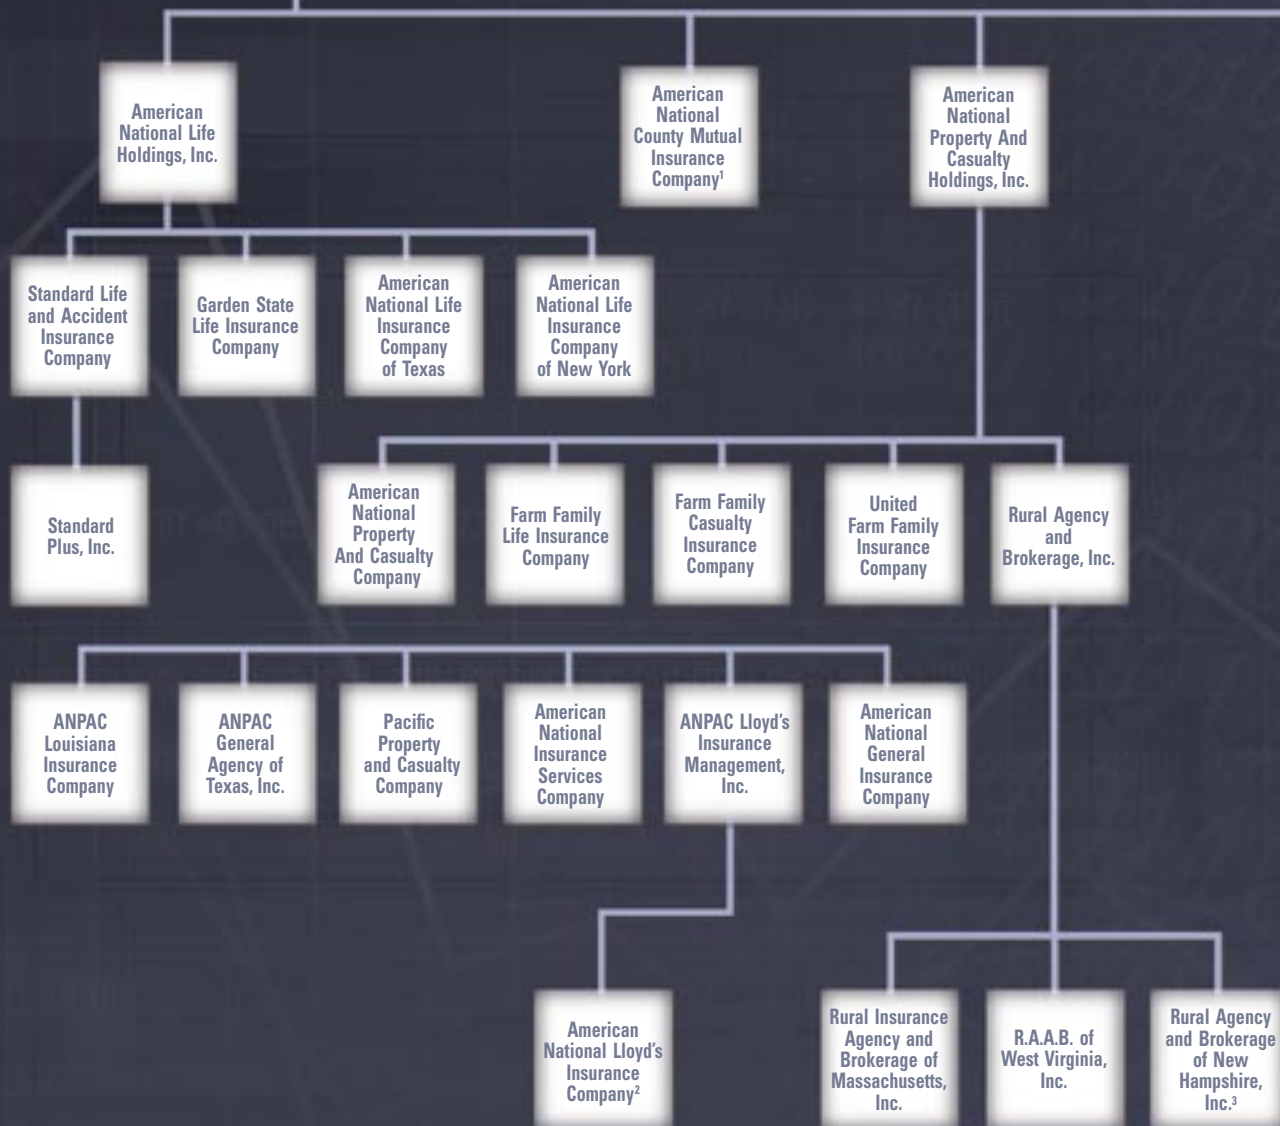 American
National Life
Holdings, Inc.
American
National
County Mutual
Insurance
Company¹
American
National
Property And
Casualty
Holdings, Inc.
Standard Life
and Accident
Insurance
Company
Garden State
Life Insurance
Company
American
National Life
Insurance
Company
of Texas
American
National Life
Insurance
Company
of New York
Standard
Plus, Inc.
American
National
Property
And Casualty
Company
Farm Family
Life Insurance
Company
Farm Family
Casualty
Insurance
Company
United
Farm Family
Insurance
Company
Rural Agency
and
Brokerage, Inc.
ANPAC
Louisiana
Insurance
Company
ANPAC
General
Agency of
Texas, Inc.
Pacific
Property
and Casualty
Company
American
National
Insurance
Services
Company
ANPAC Lloyd's
Insurance
Management,
Inc.
American
National
General
Insurance
Company
American
National Lloyd's
Insurance
Company²
Rural Insurance
Agency and
Brokerage of
Massachusetts,
Inc.
R.A.A.B. of
West Virginia,
Inc.
Rural Agency
and Brokerage
of New
Hampshire,
Inc.³